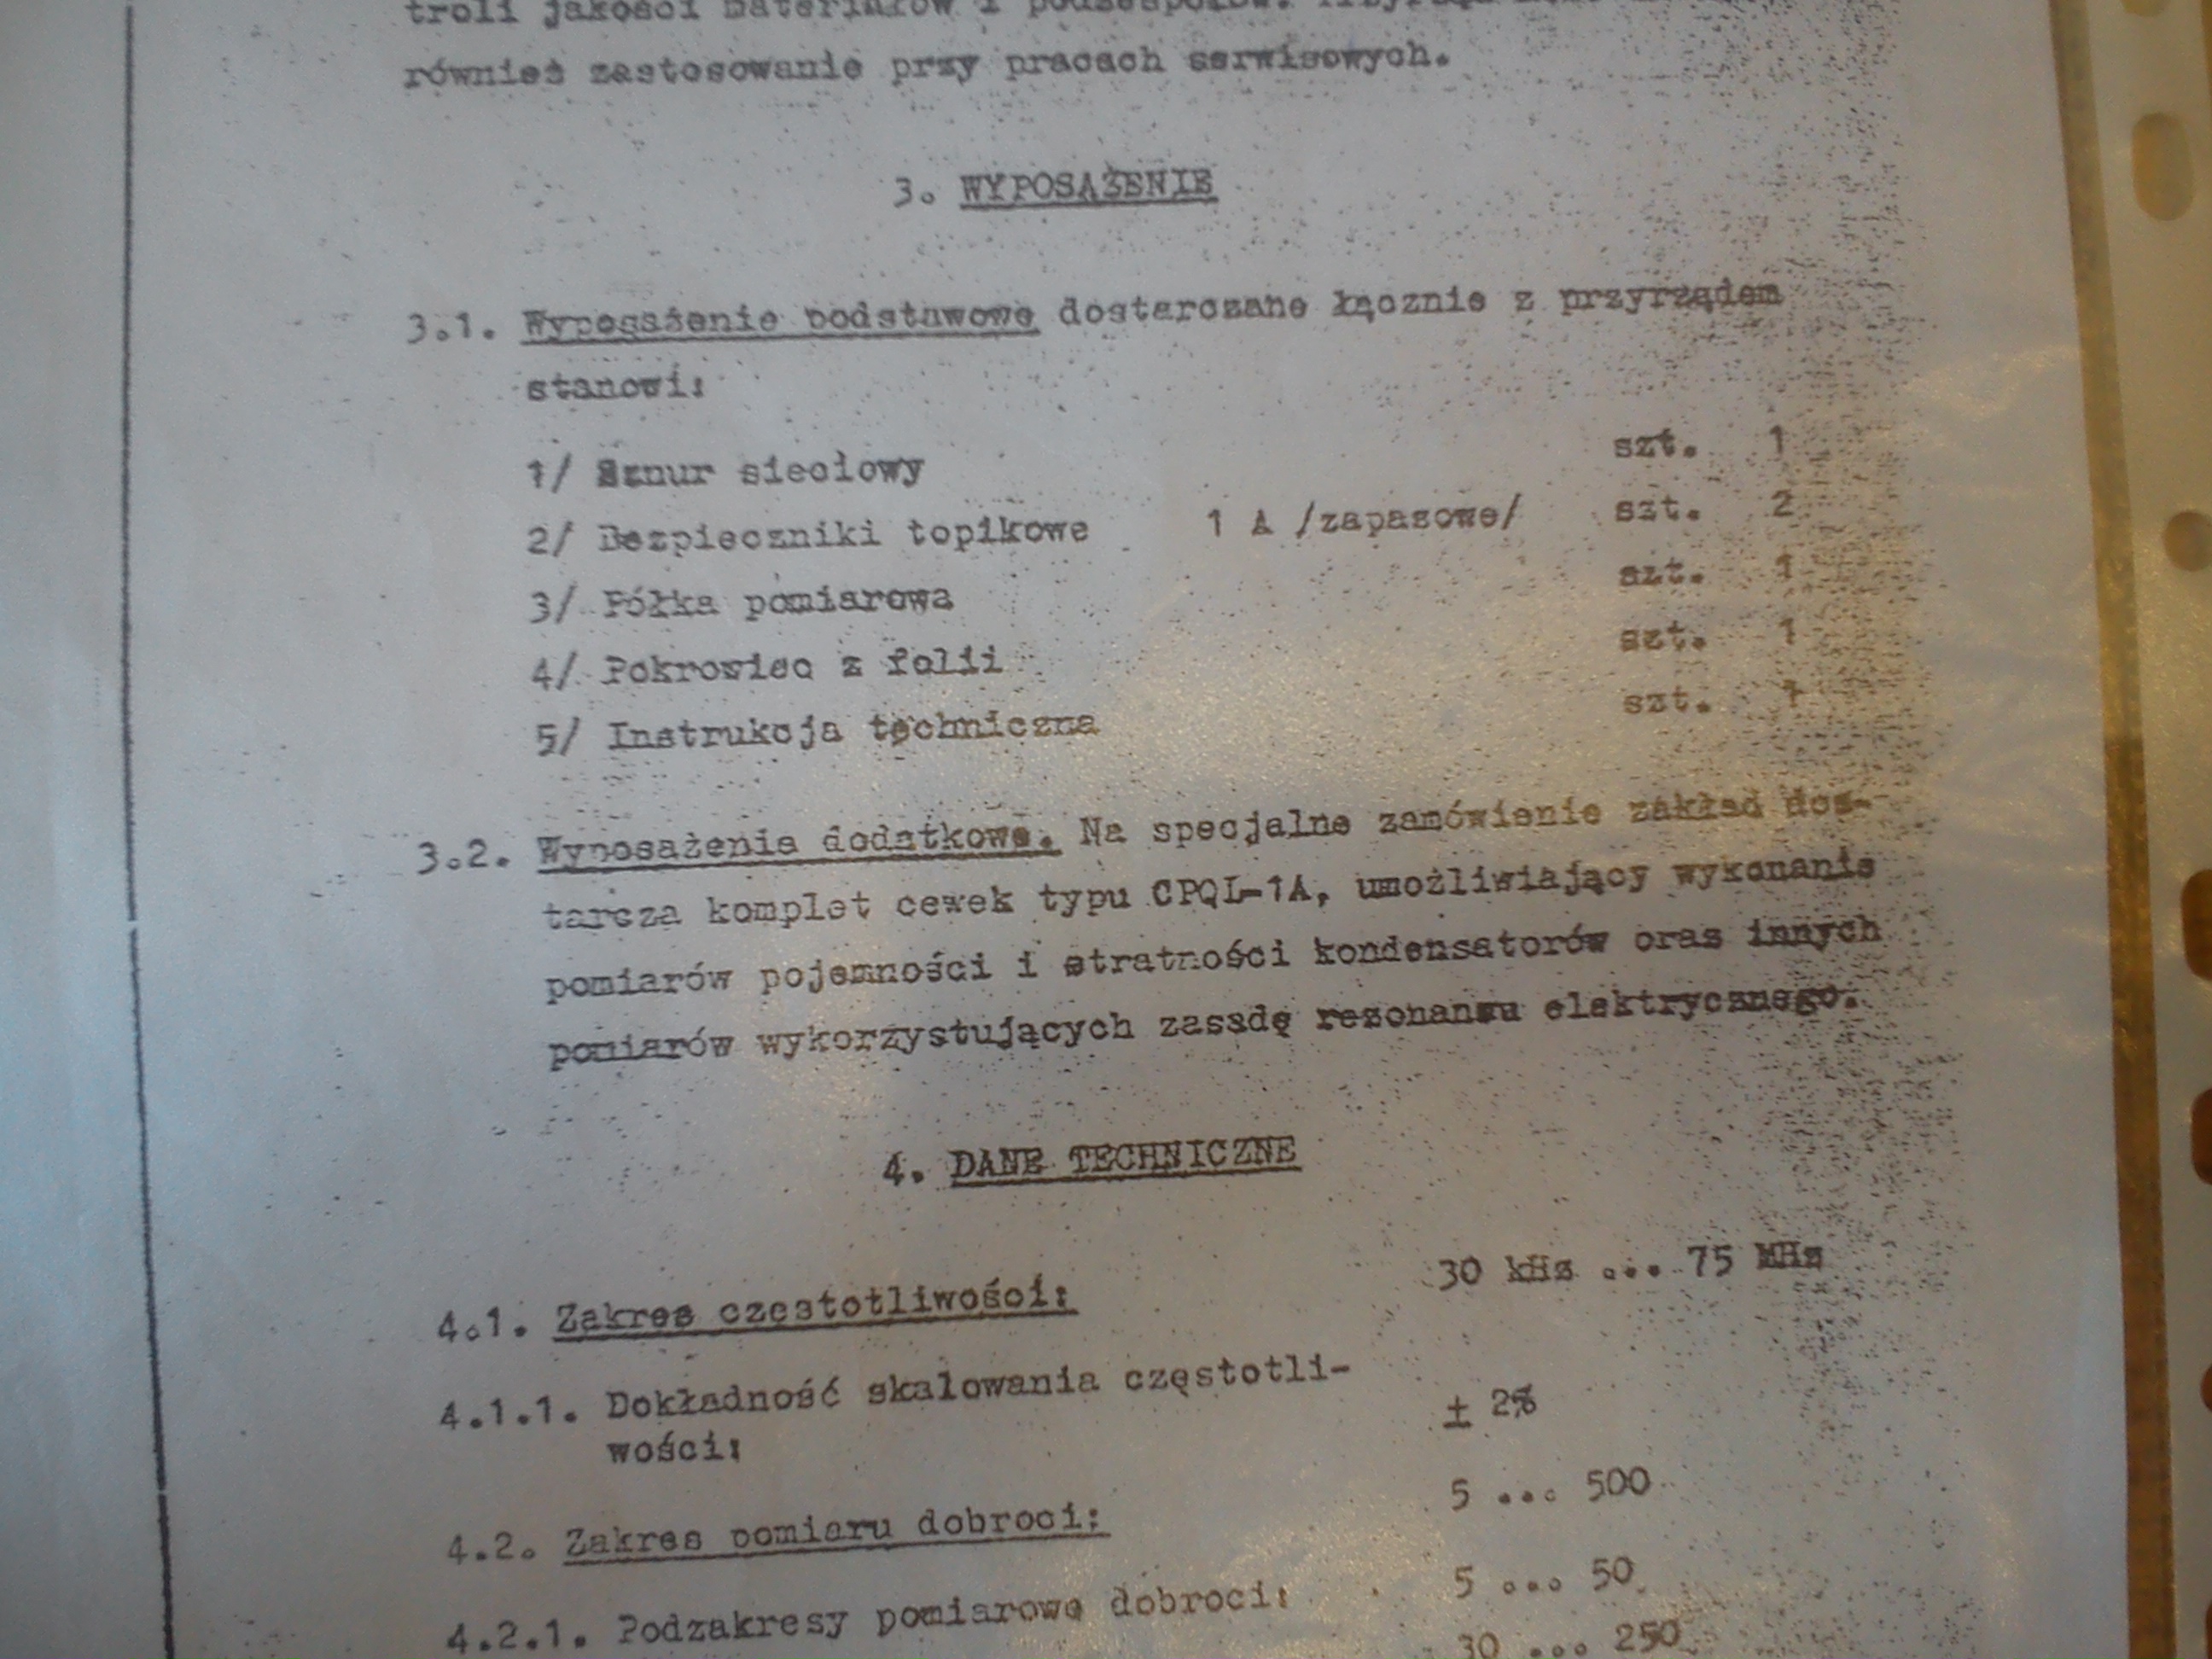 troli jakości materiałów i
również zastosowanie przy pracach serwisowych.
3. WYPOSAŻENIE
3.1. Wyposażenie podstawowe dostarczane łącznie z przyrządem
stanowi:
1/ Sznur sieciowy szt. 1
2/ Bezpieczniki topikowe 1 A /zapasowe/ szt. 2
3/ Półka pomiarowa szt. 1
4/ Pokrowiec z folii szt. 1
5/ Instrukcja techniczna szt. 1
3.2. Wyposażenie dodatkowe. Na specjalne zamówienie zakład dos-
tarcza komplet cewek typu CPQL-1A, umożliwiający wykonanie
pomiarów pojemności i stratności kondensatorów oraz innych
pomiarów wykorzystujących zasadę rezonansu elektrycznego.
4. DANE TECHNICZNE
4.1. Zakres częstotliwości: 30 kHz ... 75 MHz
4.1.1. Dokładność skalowania częstotli-
wości: ± 2%
4.2. Zakres pomiaru dobroci: 5 ... 500
4.2.1. Podzakresy pomiarowe dobroci: 5 ... 50
30 ... 250